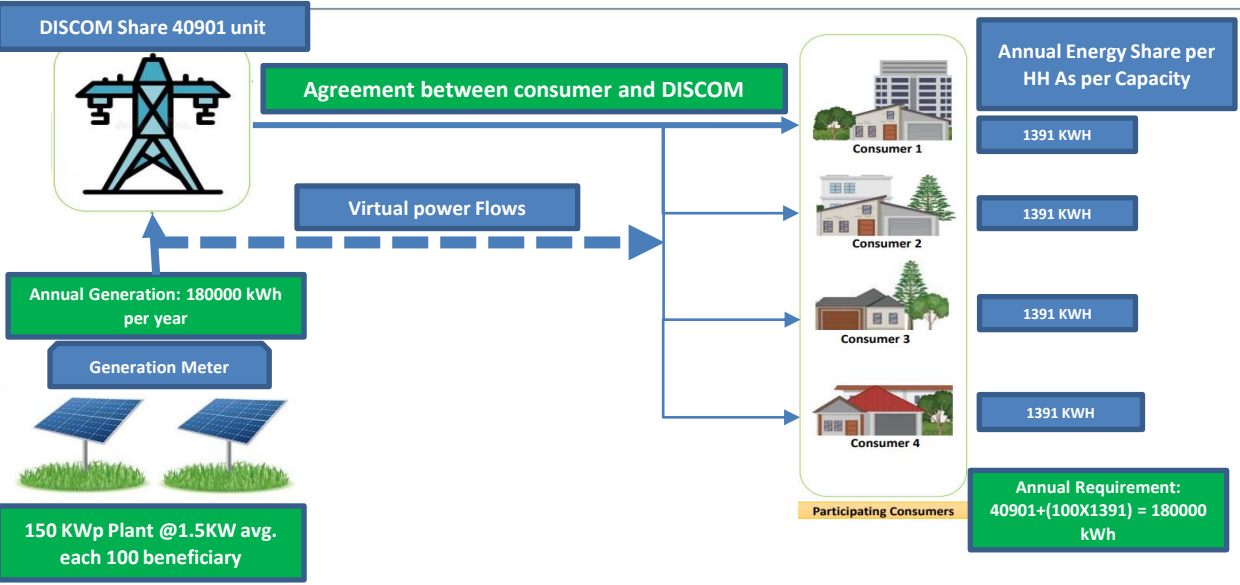 DISCOM Share 40901 unit
Agreement between consumer and DISCOM
Virtual power Flows
Annual Generation: 180000 kWh
per year
Generation Meter
150 KWp Plant @1.5KW avg.
each 100 beneficiary
Consumer 1
Consumer 2
Consumer 3
Consumer 4
Participating Consumers
Annual Energy Share per
HH As per Capacity
1391 KWH
1391 KWH
1391 KWH
1391 KWH
Annual Requirement:
40901+(100X1391) = 180000
kWh